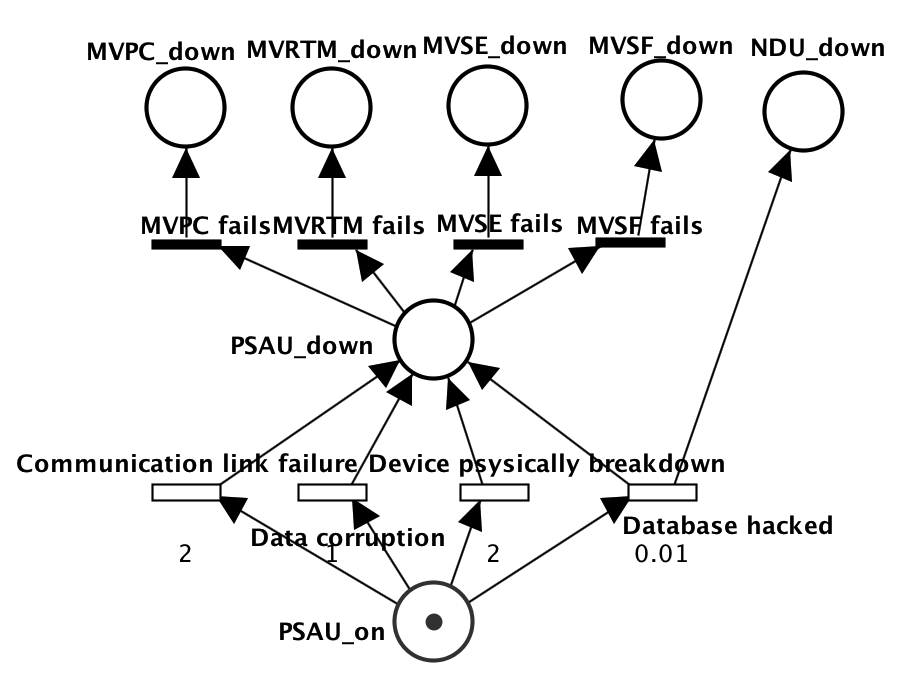 MVPC_down
MVRTM_down
MVSE_down
MVSF_down
NDU_down
MVPC fails
MVRTM fails
MVSE fails
MVSF fails
PSAU_down
Communication link failure
Device psysically breakdown
Data corruption
Database hacked
2
1
2
0.01
PSAU_on